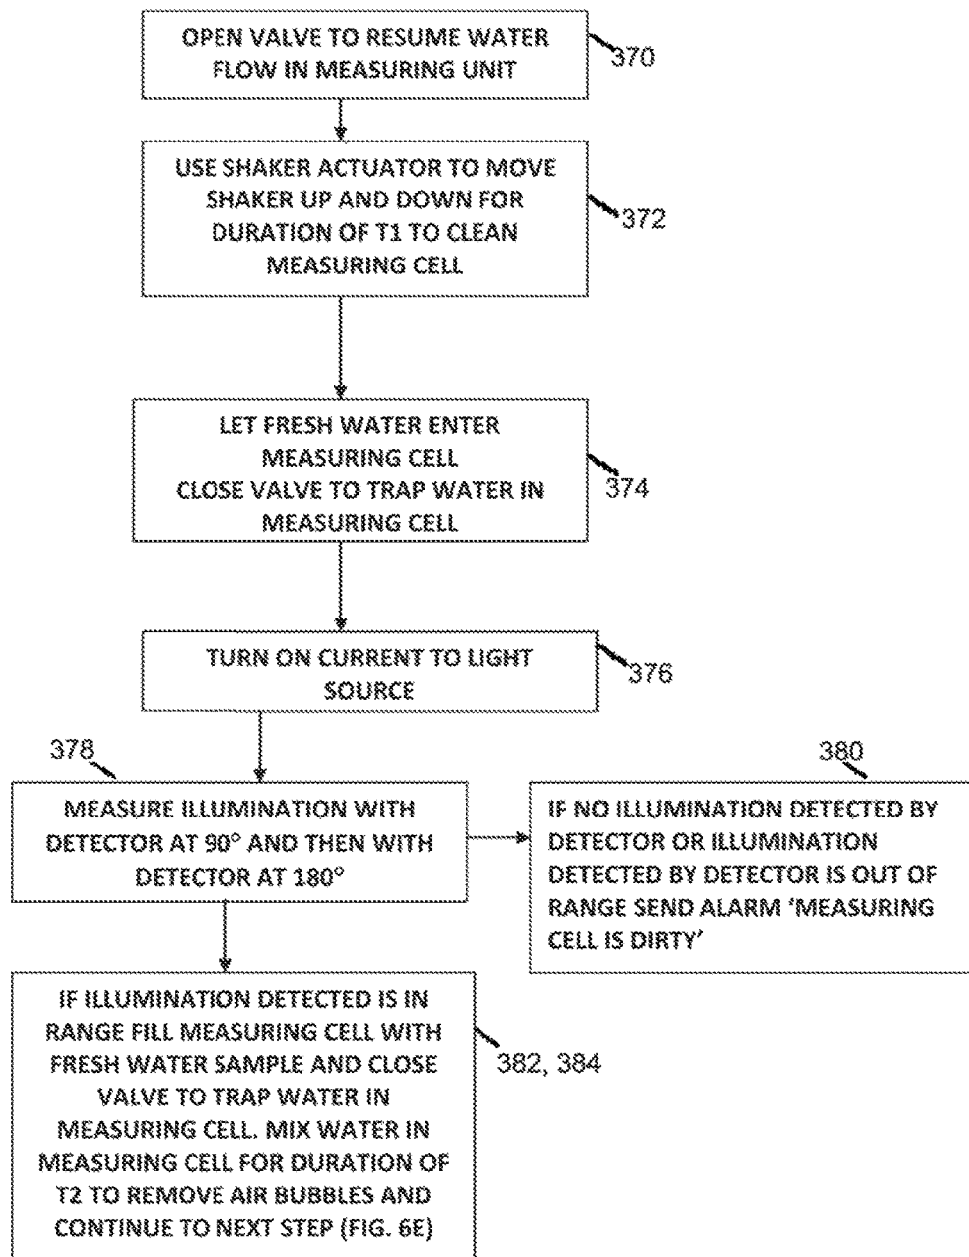 OPEN VALVE TO RESUME WATER
FLOW IN MEASURING UNIT
370
USE SHAKER ACTUATOR TO MOVE
SHAKER UP AND DOWN FOR
DURATION OF T1 TO CLEAN
MEASURING CELL
372
LET FRESH WATER ENTER
MEASURING CELL
CLOSE VALVE TO TRAP WATER IN
MEASURING CELL
374
TURN ON CURRENT TO LIGHT
SOURCE
376
378
MEASURE ILLUMINATION WITH
DETECTOR AT 90° AND THEN WITH
DETECTOR AT 180°
380
IF NO ILLUMINATION DETECTED BY
DETECTOR OR ILLUMINATION
DETECTED BY DETECTOR IS OUT OF
RANGE SEND ALARM ‘MEASURING
CELL IS DIRTY’
IF ILLUMINATION DETECTED IS IN
RANGE FILL MEASURING CELL WITH
FRESH WATER SAMPLE AND CLOSE
VALVE TO TRAP WATER IN
MEASURING CELL. MIX WATER IN
MEASURING CELL FOR DURATION OF
T2 TO REMOVE AIR BUBBLES AND
CONTINUE TO NEXT STEP (FIG. 6E)
382, 384